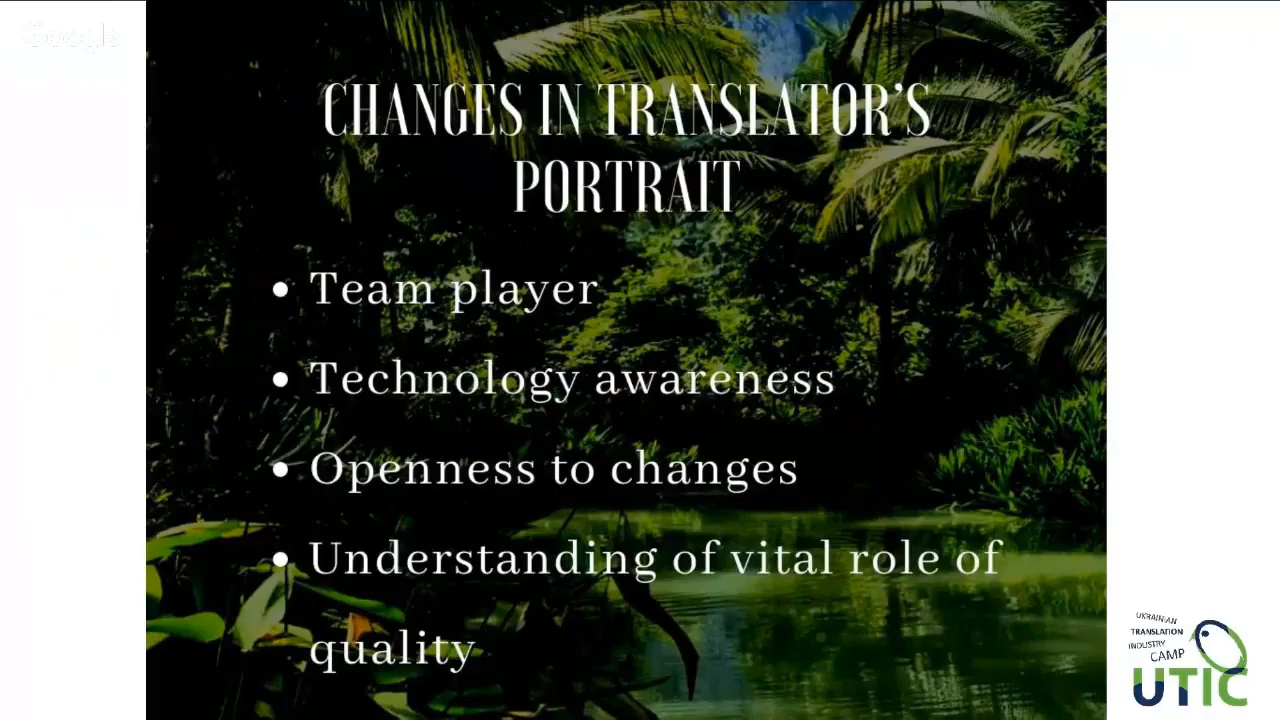 Google
CHANGES IN TRANSLATOR'S
PORTRAIT
• Team player
• Technology awareness
• Openness to changes
• Understanding of vital role of
quality
UKRAINIAN
TRANSLATION
INDUSTRY
CAMP
UTIC